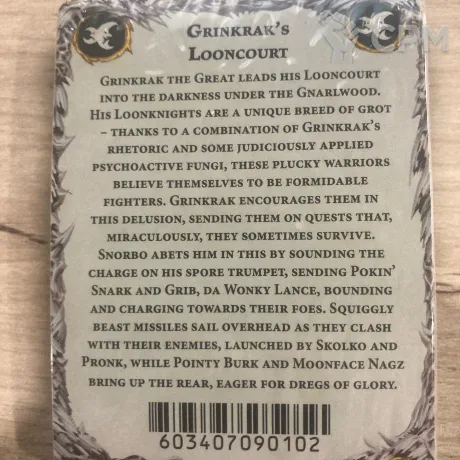 Grinkrak's
Looncourt
Grinkrak the Great leads his Looncourt
into the darkness under the Gnarlwood.
His Loonknights are a unique breed of grot
– thanks to a combination of Grinkrak's
rhetoric and some judiciously applied
psychoactive fungi, these plucky warriors
believe themselves to be formidable
fighters. Grinkrak encourages them in
this delusion, sending them on quests that,
miraculously, they sometimes survive.
Snorbo abets him in this by sounding the
charge on his spore trumpet, sending Pokin'
Snark and Grib, da Wonky Lance, bounding
and charging towards their foes. Squiggly
beast missiles sail overhead as they clash
with their enemies, launched by Skolko and
Pronk, while Pointy Burk and Moonface Nagz
bring up the rear, eager for dregs of glory.
603407090102